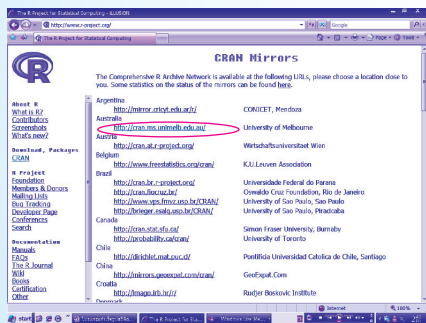 The R Project for Statistical Computing - ILLUSION
http://www.r-project.org/
Google
The R Project for Statistical Computing
Page
Tools
CRAN Mirrors
The Comprehensive R Archive Network is available at the following URLs, please choose a location close to
you. Some statistics on the status of the mirrors can be found here.
About R
What is R?
Contributors
Screenshots
What's new?
Download, Packages
CRAN
R Project
Foundation
Members & Donors
Mailing Lists
Bug Tracking
Developer Page
Conferences
Search
Documentation
Manuals
FAQs
The R Journal
Wiki
Books
Certification
Other
Argentina
http://mirror.cricyt.edu.ar/r/ CONICET, Mendoza
Australia
http://cran.ms.unimelb.edu.au/ University of Melbourne
Austria
http://cran.at.r-project.org/ Wirtschaftsuniversitaet Wien
Belgium
http://www.freestatistics.org/cran/ K.U.Leuven Association
Brazil
http://cran.br.r-project.org/ Universidade Federal do Parana
http://cran.fiocruz.br/ Oswaldo Cruz Foundation, Rio de Janeiro
http://www.vps.fmvz.usp.br/CRAN/ University of Sao Paulo, Sao Paulo
http://brieger.esalq.usp.br/CRAN/ University of Sao Paulo, Piracicaba
Canada
http://cran.stat.sfu.ca/ Simon Fraser University, Burnaby
http://probability.ca/cran/ University of Toronto
Chile
http://dirichlet.mat.puc.cl/ Pontificia Universidad Catolica de Chile, Santiago
China
http://mirrors.geoexpat.com/cran/ GeoExpat.Com
Croatia
http://lmago.irb.hr/r/ Rudjer Boskovic Institute
Denmark
Internet
100%
start
The R Project for Sta...